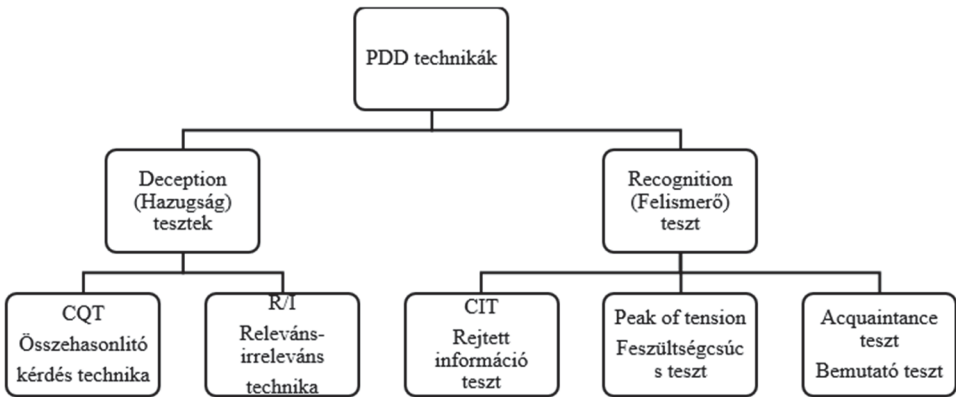 PDD technikák
Deception
(Hazugság)
tesztek
Recognition
(Felismerő)
teszt
CQT
Összehasonlitó
kérdés technika
R/I
Releváns-
irreleváns
technika
CIT
Rejtett
információ
teszt
Peak of tension
Feszültségcsúc
s teszt
Acquaintance
teszt
Bemutató teszt